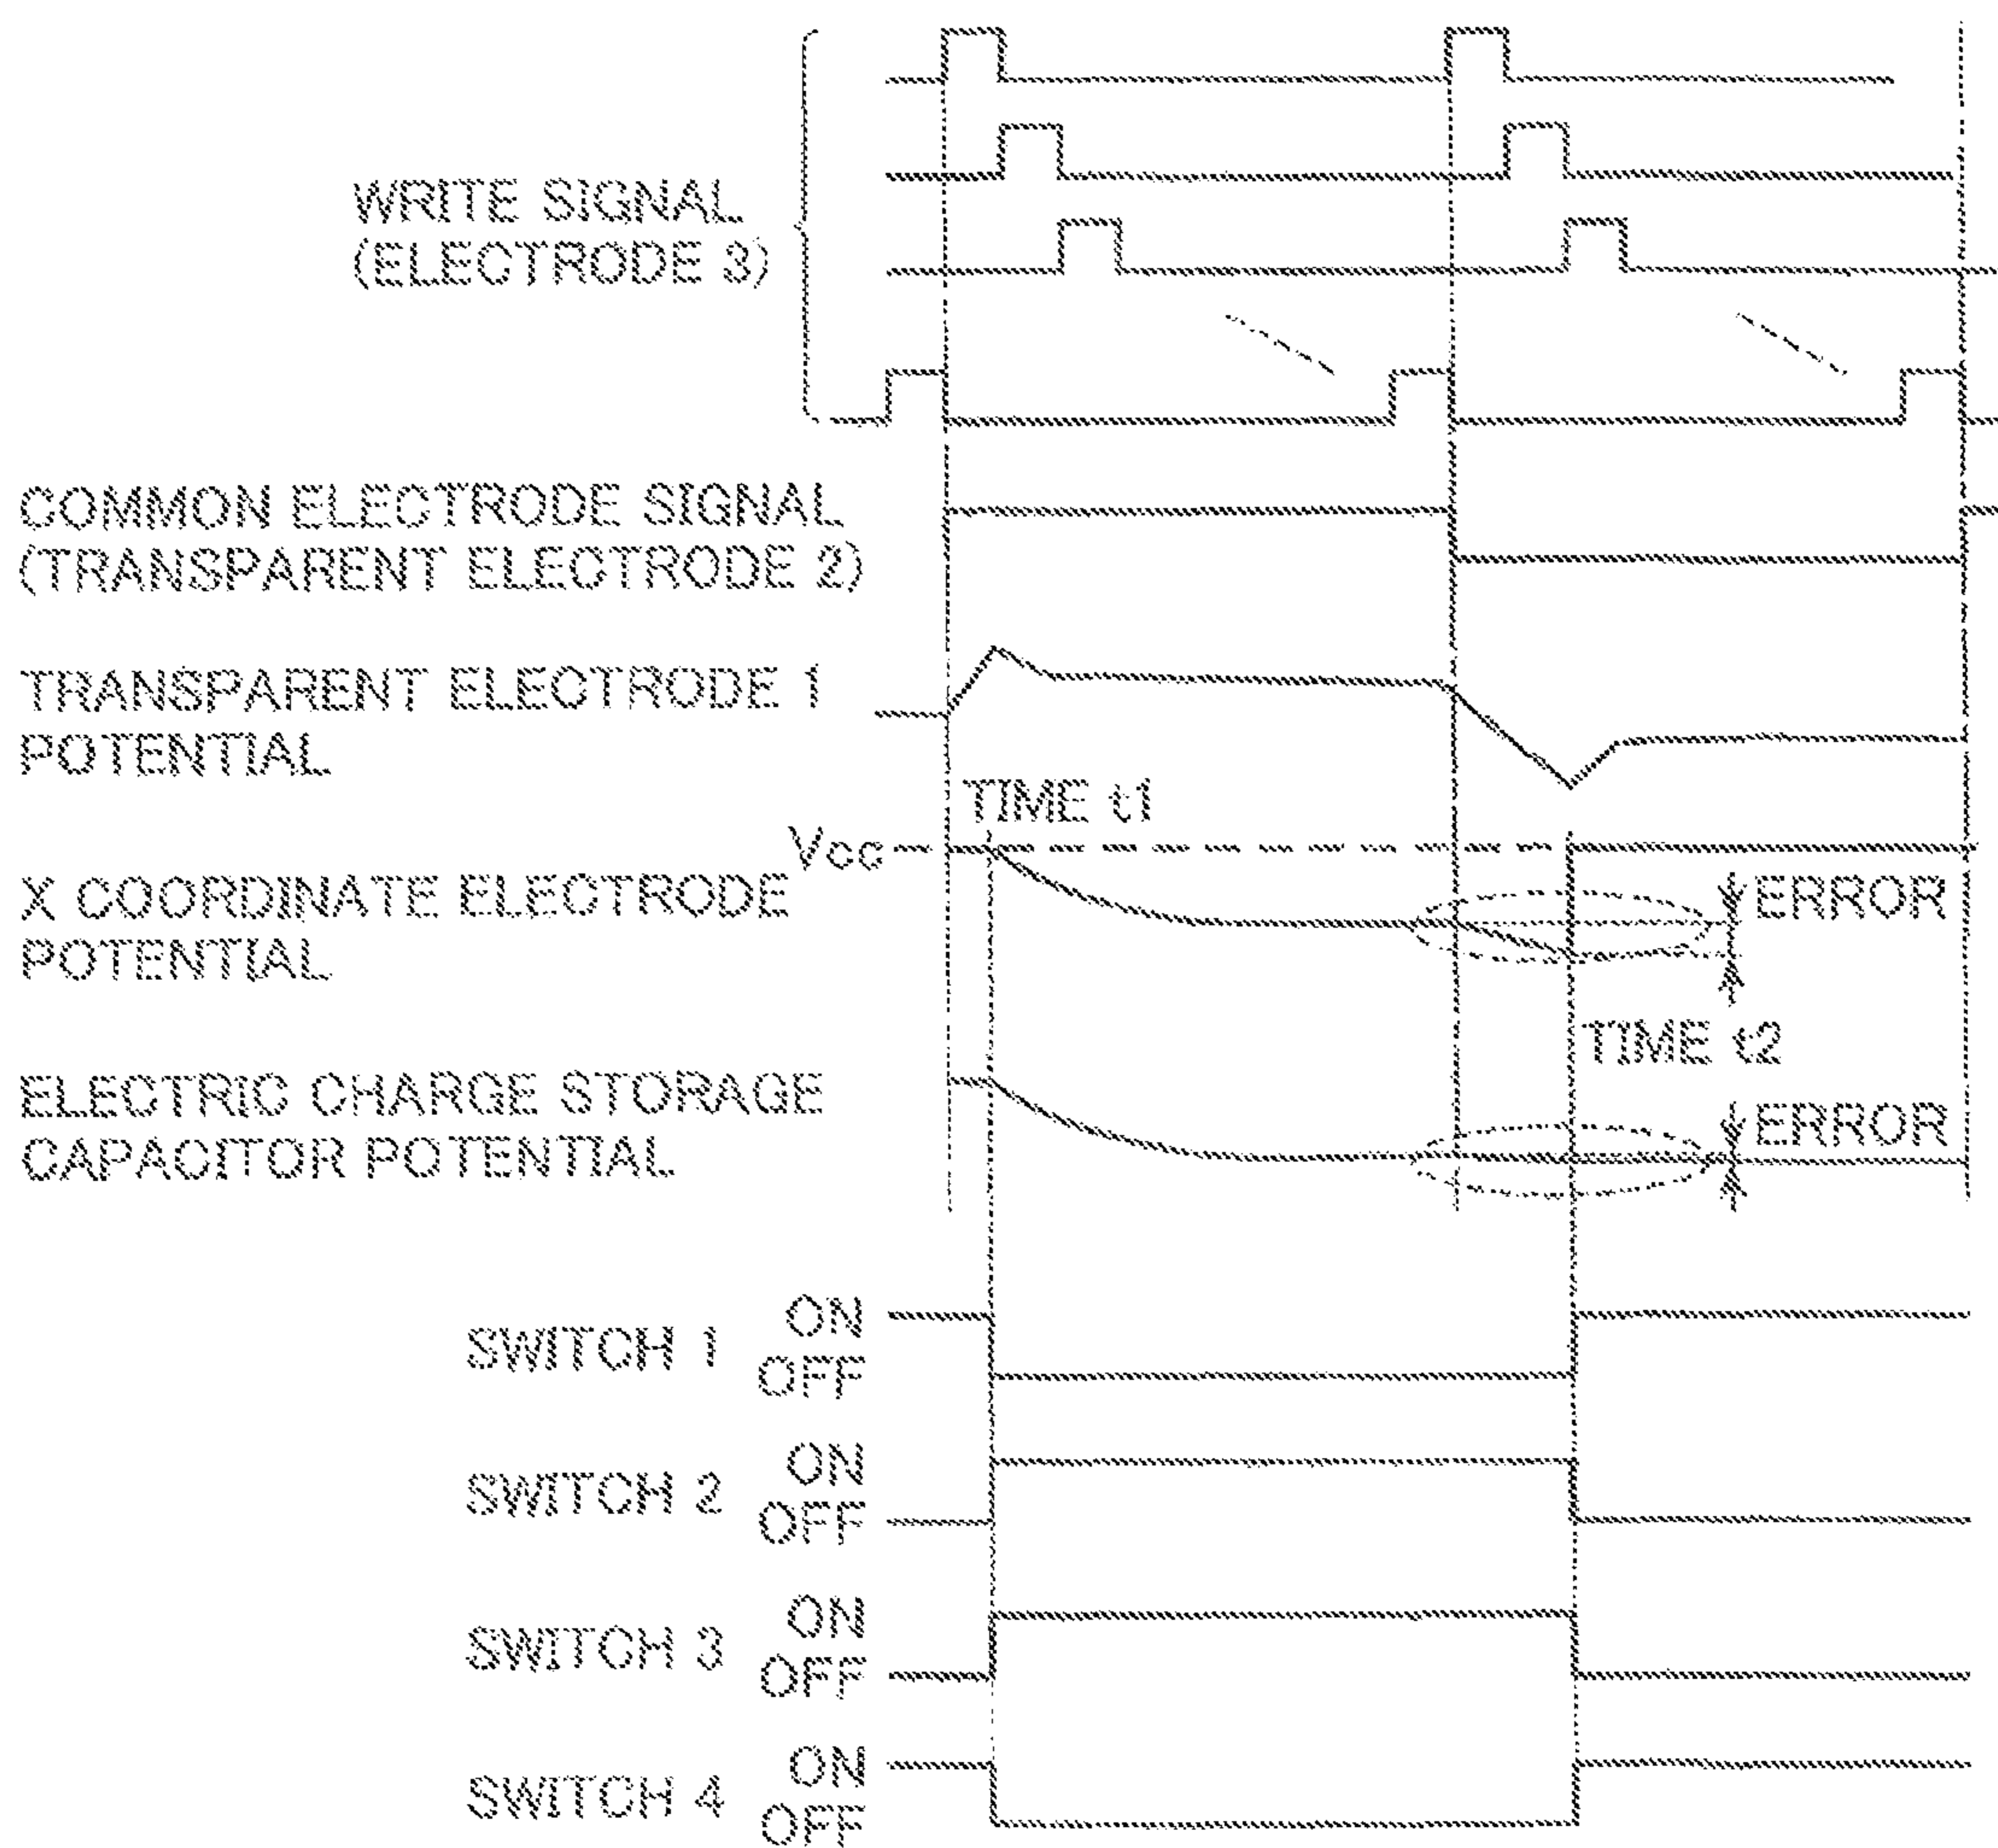 WRITE SIGNAL
(ELECTRODE 3)
COMMON ELECTRODE SIGNAL
(TRANSPARENT ELECTRODE 2)
TRANSPARENT ELECTRODE 1
POTENTIAL
TIME t1
Vcc
X COORDINATE ELECTRODE
POTENTIAL
ERROR
TIME t2
ELECTRIC CHARGE STORAGE
CAPACITOR POTENTIAL
ERROR
SWITCH 1
ON
OFF
SWITCH 2
ON
OFF
SWITCH 3
ON
OFF
SWITCH 4
ON
OFF